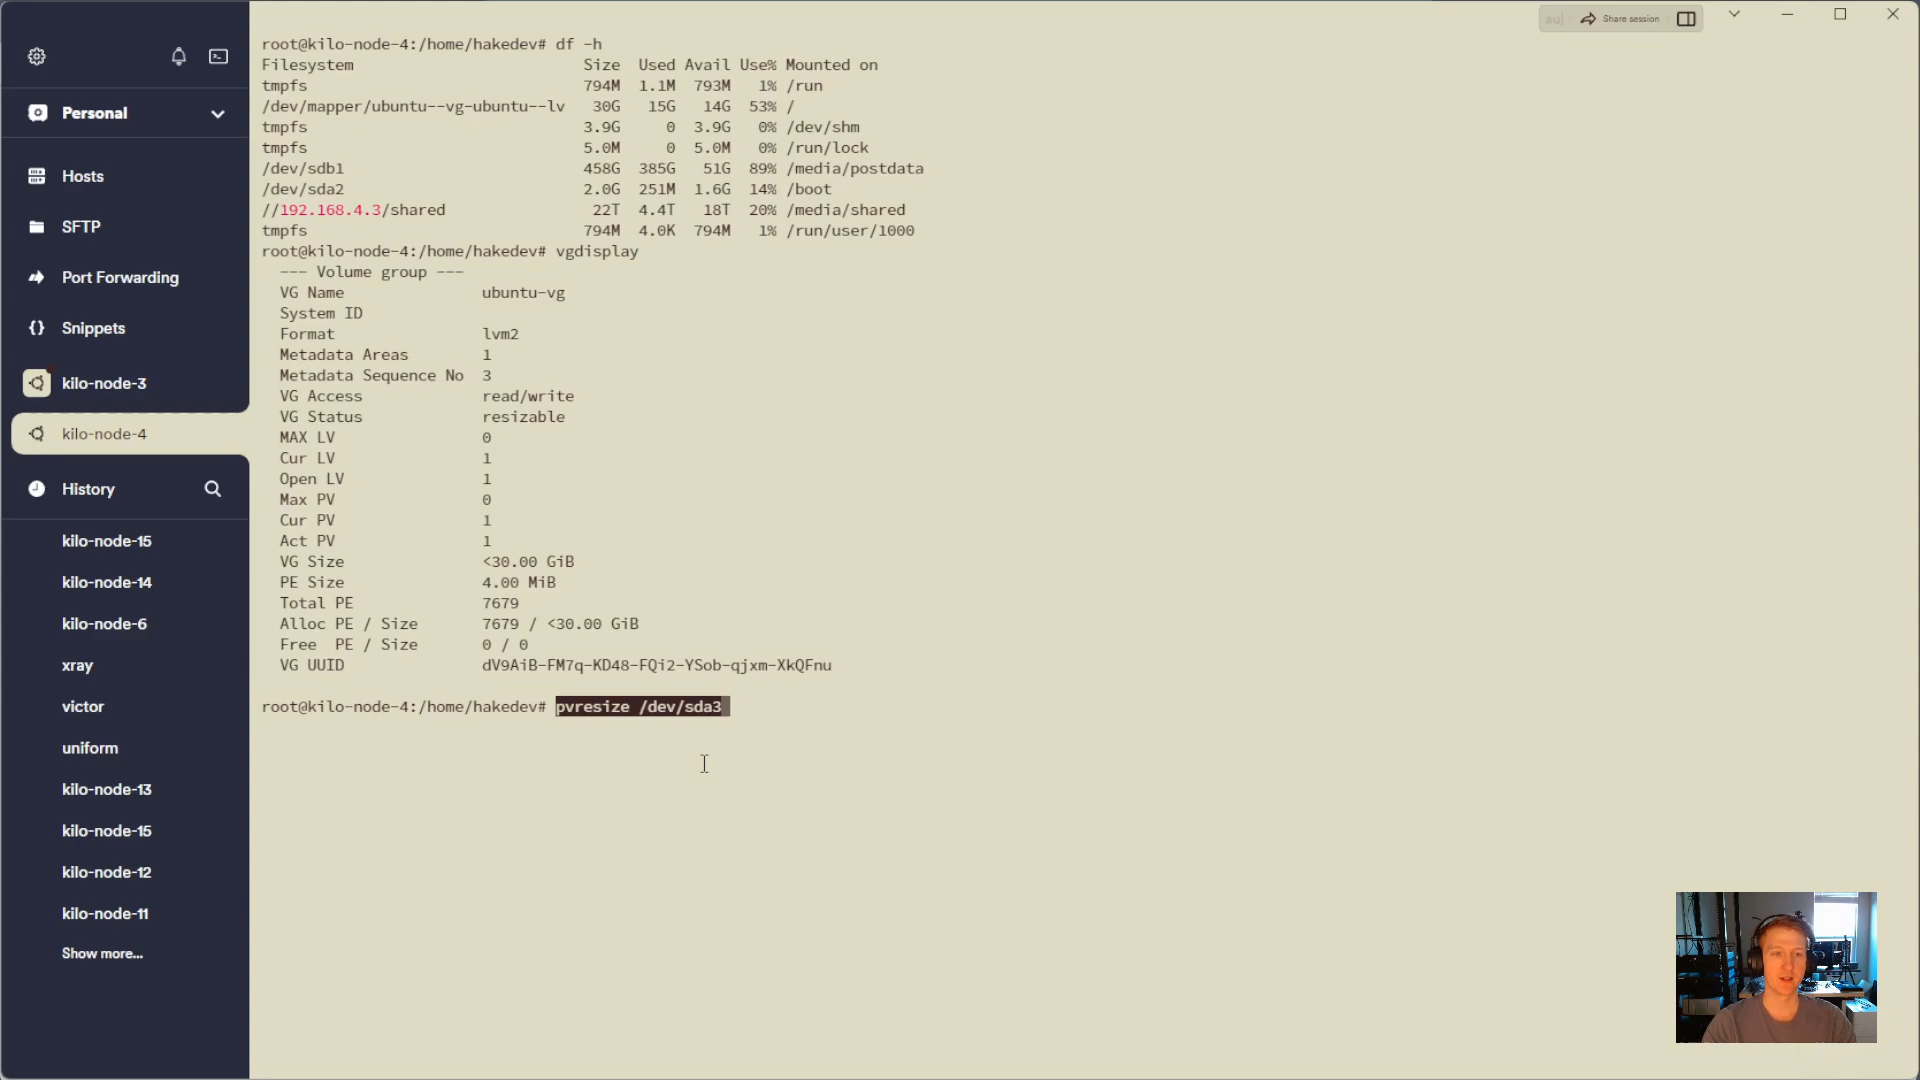 Share session
Personal
Hosts
SFTP
Port Forwarding
Snippets
kilo-node-3
kilo-node-4
History
kilo-node-15
kilo-node-14
kilo-node-6
xray
victor
uniform
kilo-node-13
kilo-node-15
kilo-node-12
kilo-node-11
Show more...
root@kilo-node-4:/home/hakedev# df -h
Filesystem Size Used Avail Use% Mounted on
tmpfs 794M 1.1M 793M 1% /run
/dev/mapper/ubuntu--vg-ubuntu--lv 30G 15G 14G 53% /
tmpfs 3.9G 0 3.9G 0% /dev/shm
tmpfs 5.0M 0 5.0M 0% /run/lock
/dev/sdb1 458G 385G 51G 89% /media/postdata
/dev/sda2 2.0G 251M 1.6G 14% /boot
//192.168.4.3/shared 22T 4.4T 18T 20% /media/shared
tmpfs 794M 4.0K 794M 1% /run/user/1000
root@kilo-node-4:/home/hakedev# vgdisplay
--- Volume group ---
VG Name ubuntu-vg
System ID
Format lvm2
Metadata Areas 1
Metadata Sequence No 3
VG Access read/write
VG Status resizable
MAX LV 0
Cur LV 1
Open LV 1
Max PV 0
Cur PV 1
Act PV 1
VG Size <30.00 GiB
PE Size 4.00 MiB
Total PE 7679
Alloc PE / Size 7679 / <30.00 GiB
Free PE / Size 0 / 0
VG UUID dV9AiB-FM7q-KD48-FQi2-YSob-qjxm-XkQFnu
root@kilo-node-4:/home/hakedev# pvresize /dev/sda3